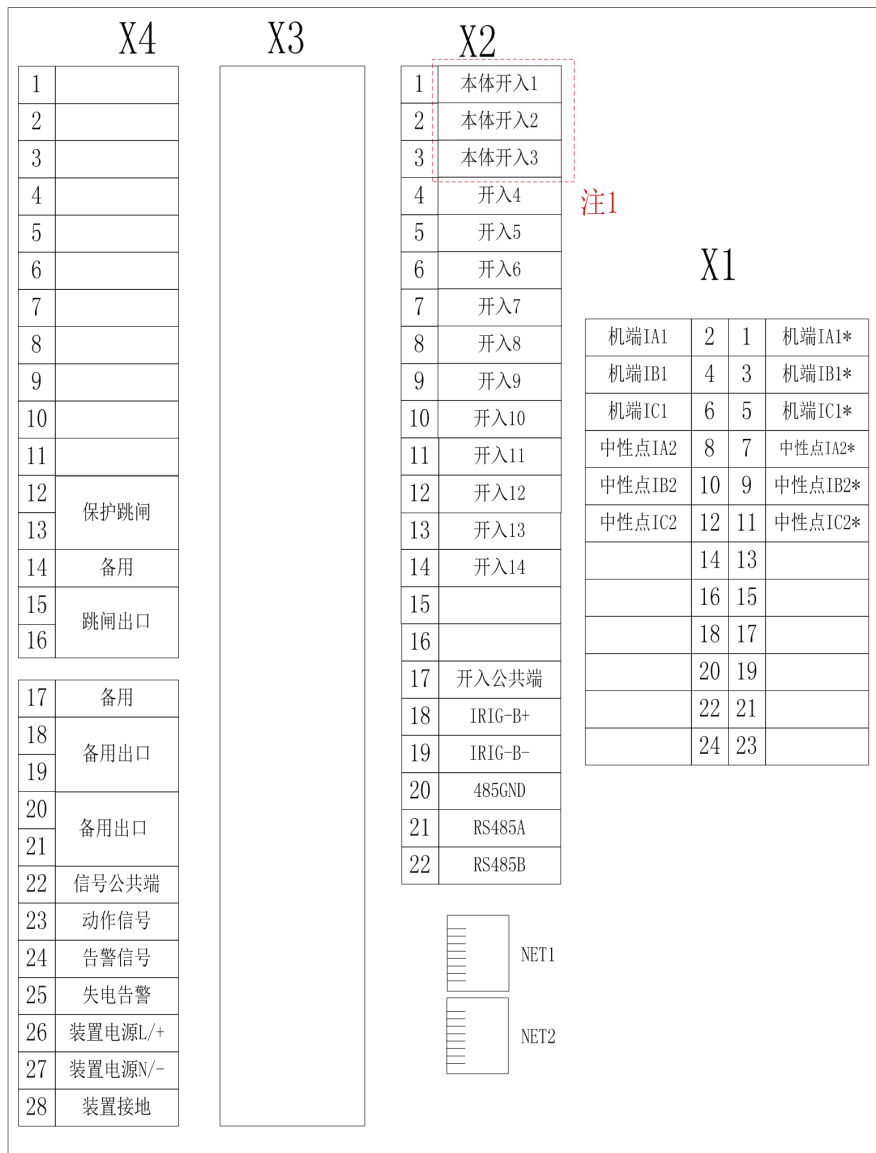 X4
1
2
3
4
5
6
7
8
9
10
11
12
13
保护跳闸
14 备用
15
16
跳闸出口
17 备用
18
19
备用出口
20
21
备用出口
22 信号公共端
23 动作信号
24 告警信号
25 失电告警
26 装置电源L/+
27 装置电源N/-
28 装置接地
X3
X2
1 本体开入1
2 本体开入2
3 本体开入3
4 开入4
5 开入5
6 开入6
7 开入7
8 开入8
9 开入9
10 开入10
11 开入11
12 开入12
13 开入13
14 开入14
15
16
17 开入公共端
18 IRIG-B+
19 IRIG-B-
20 485GND
21 RS485A
22 RS485B
注1
NET1
NET2
X1
机端IA1 2 1 机端IA1*
机端IB1 4 3 机端IB1*
机端IC1 6 5 机端IC1*
中性点IA2 8 7 中性点IA2*
中性点IB2 10 9 中性点IB2*
中性点IC2 12 11 中性点IC2*
14 13
16 15
18 17
20 19
22 21
24 23